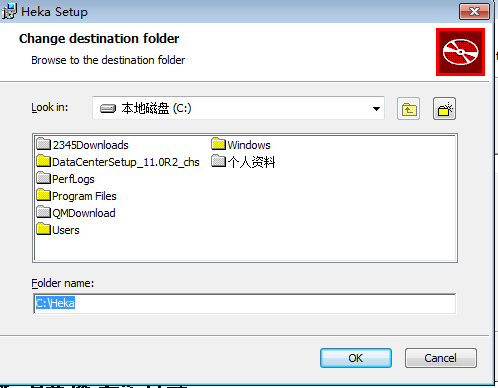 Heka Setup
Change destination folder
Browse to the destination folder
Look in:
本地磁盘 (C:)
2345Downloads
DataCenterSetup_11.0R2_chs
PerfLogs
Program Files
QMDownload
Users
Windows
个人资料
Folder name:
C:\Heka
OK
Cancel